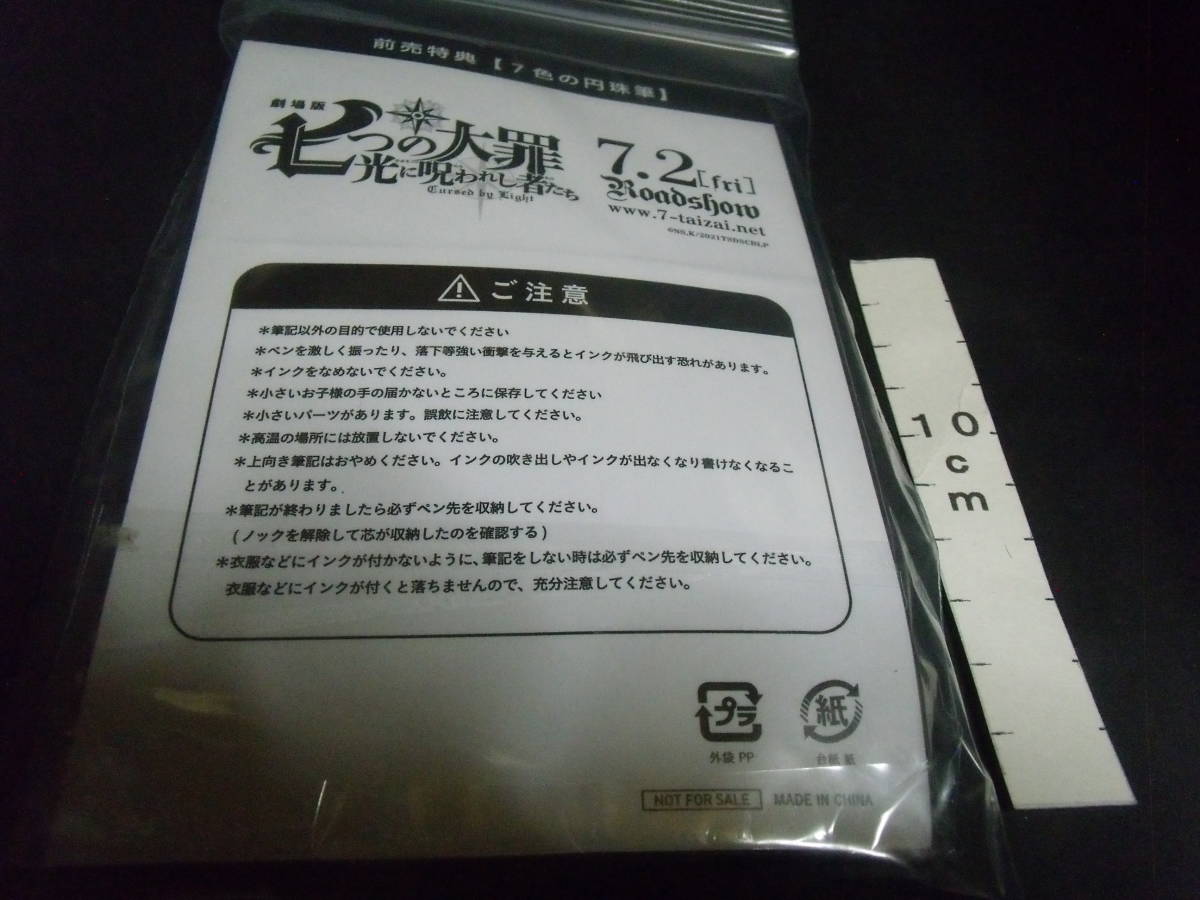 前売特典【7色の円珠筆】
劇場版
七つの大罪
光に呪われし者たち
Cursed by Light
7.2[fri]
Roadshow
www.7-taizai.net
©NS,K/2021TSDSCBLP
ご注意
*筆記以外の目的で使用しないでください
*ペンを激しく振ったり、落下等強い衝撃を与えるとインクが飛び出す恐れがあります。
*インクをなめないでください。
*小さいお子様の手の届かないところに保存してください
*小さいパーツがあります。誤飲に注意してください。
*高温の場所には放置しないでください。
*上向き筆記はおやめください。インクの吹き出しやインクが出なくなり書けなくなるこ
とがあります。
*筆記が終わりましたら必ずペン先を収納してください。
(ノックを解除して芯が収納したのを確認する)
*衣服などにインクが付かないように、筆記をしない時は必ずペン先を収納してください。
衣服などにインクが付くと落ちませんので、充分注意してください。
プラ
外袋 PP
紙
台紙 紙
NOT FOR SALE
MADE IN CHINA
10
c
m